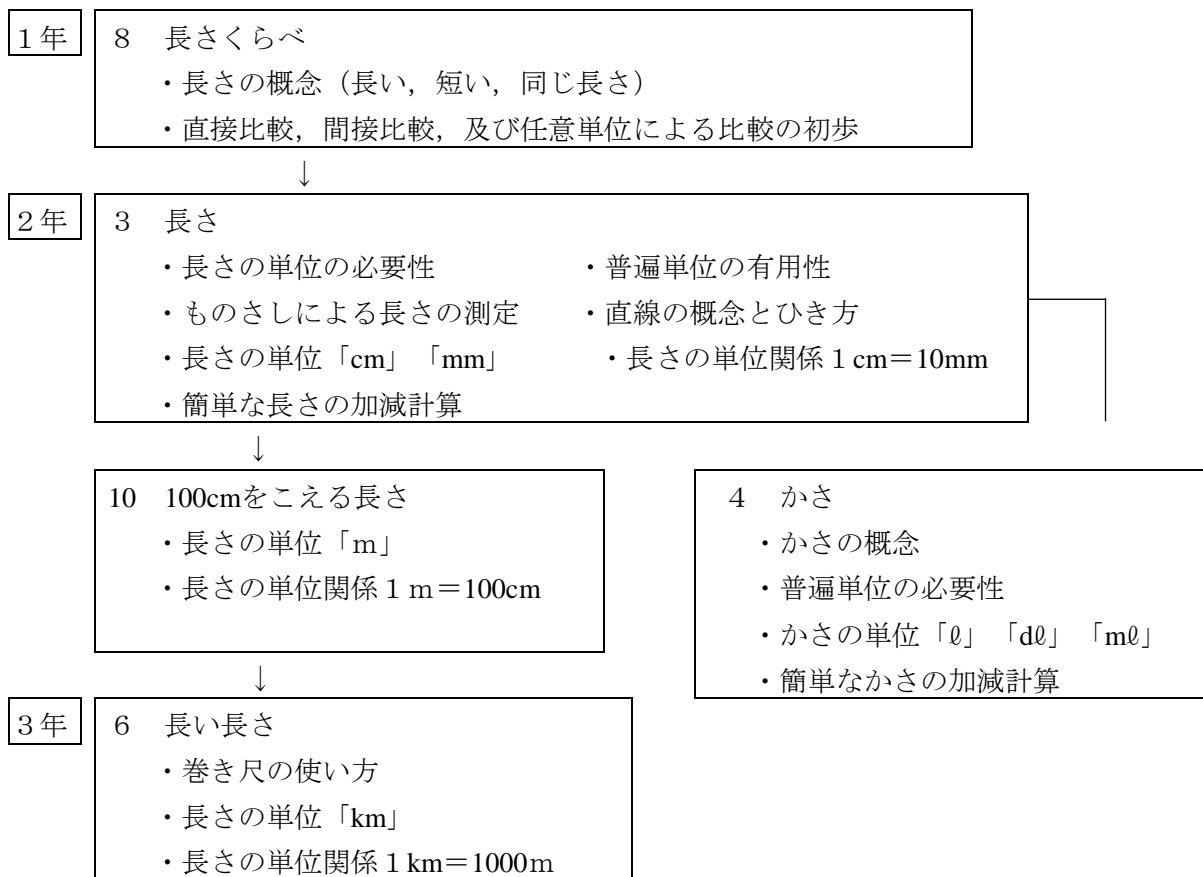 1年
8 長さくらべ
・長さの概念（長い，短い，同じ長さ）
・直接比較，間接比較，及び任意単位による比較の初歩
↓
2年
3 長さ
・長さの単位の必要性 ・普遍単位の有用性
・ものさしによる長さの測定 ・直線の概念とひき方
・長さの単位「cm」「mm」 ・長さの単位関係１cm＝10mm
・簡単な長さの加減計算
↓
10 100cmをこえる長さ
・長さの単位「ｍ」
・長さの単位関係１ｍ＝100cm
4 かさ
・かさの概念
・普遍単位の必要性
・かさの単位「ℓ」「dℓ」「mℓ」
・簡単なかさの加減計算
↓
3年
6 長い長さ
・巻き尺の使い方
・長さの単位「km」
・長さの単位関係１km＝1000ｍ